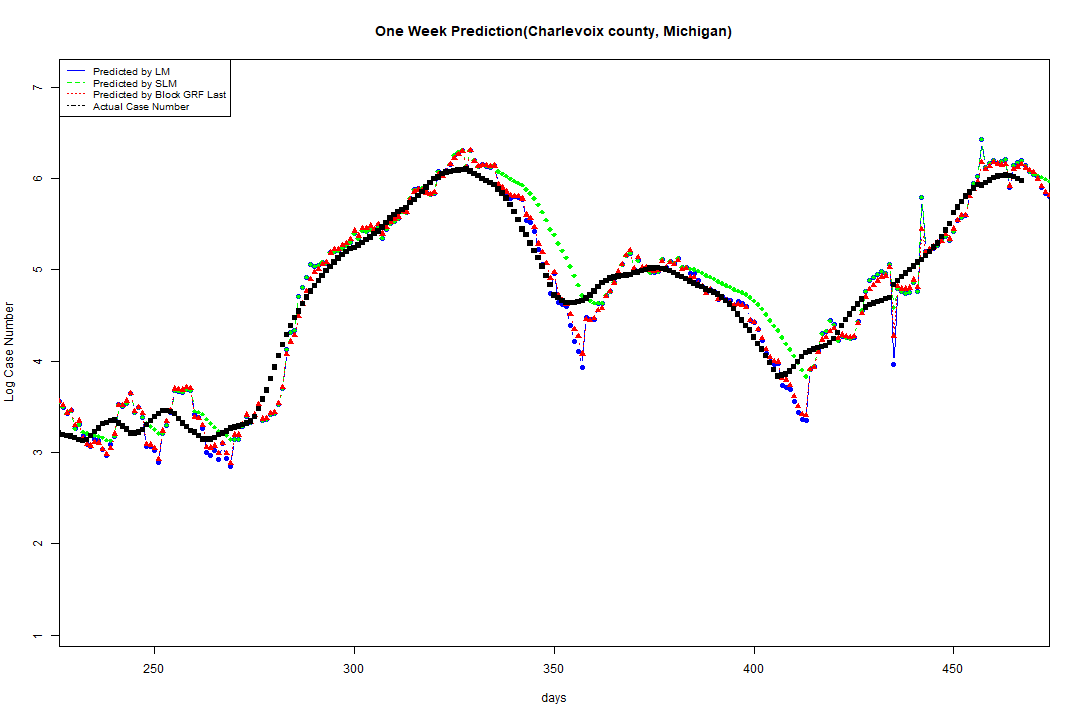 One Week Prediction(Charlevoix county, Michigan)
Predicted by LM
Predicted by SLM
Predicted by Block GRF Last
Actual Case Number
7
6
5
4
3
2
1
Log Case Number
250 300 350 400 450
days